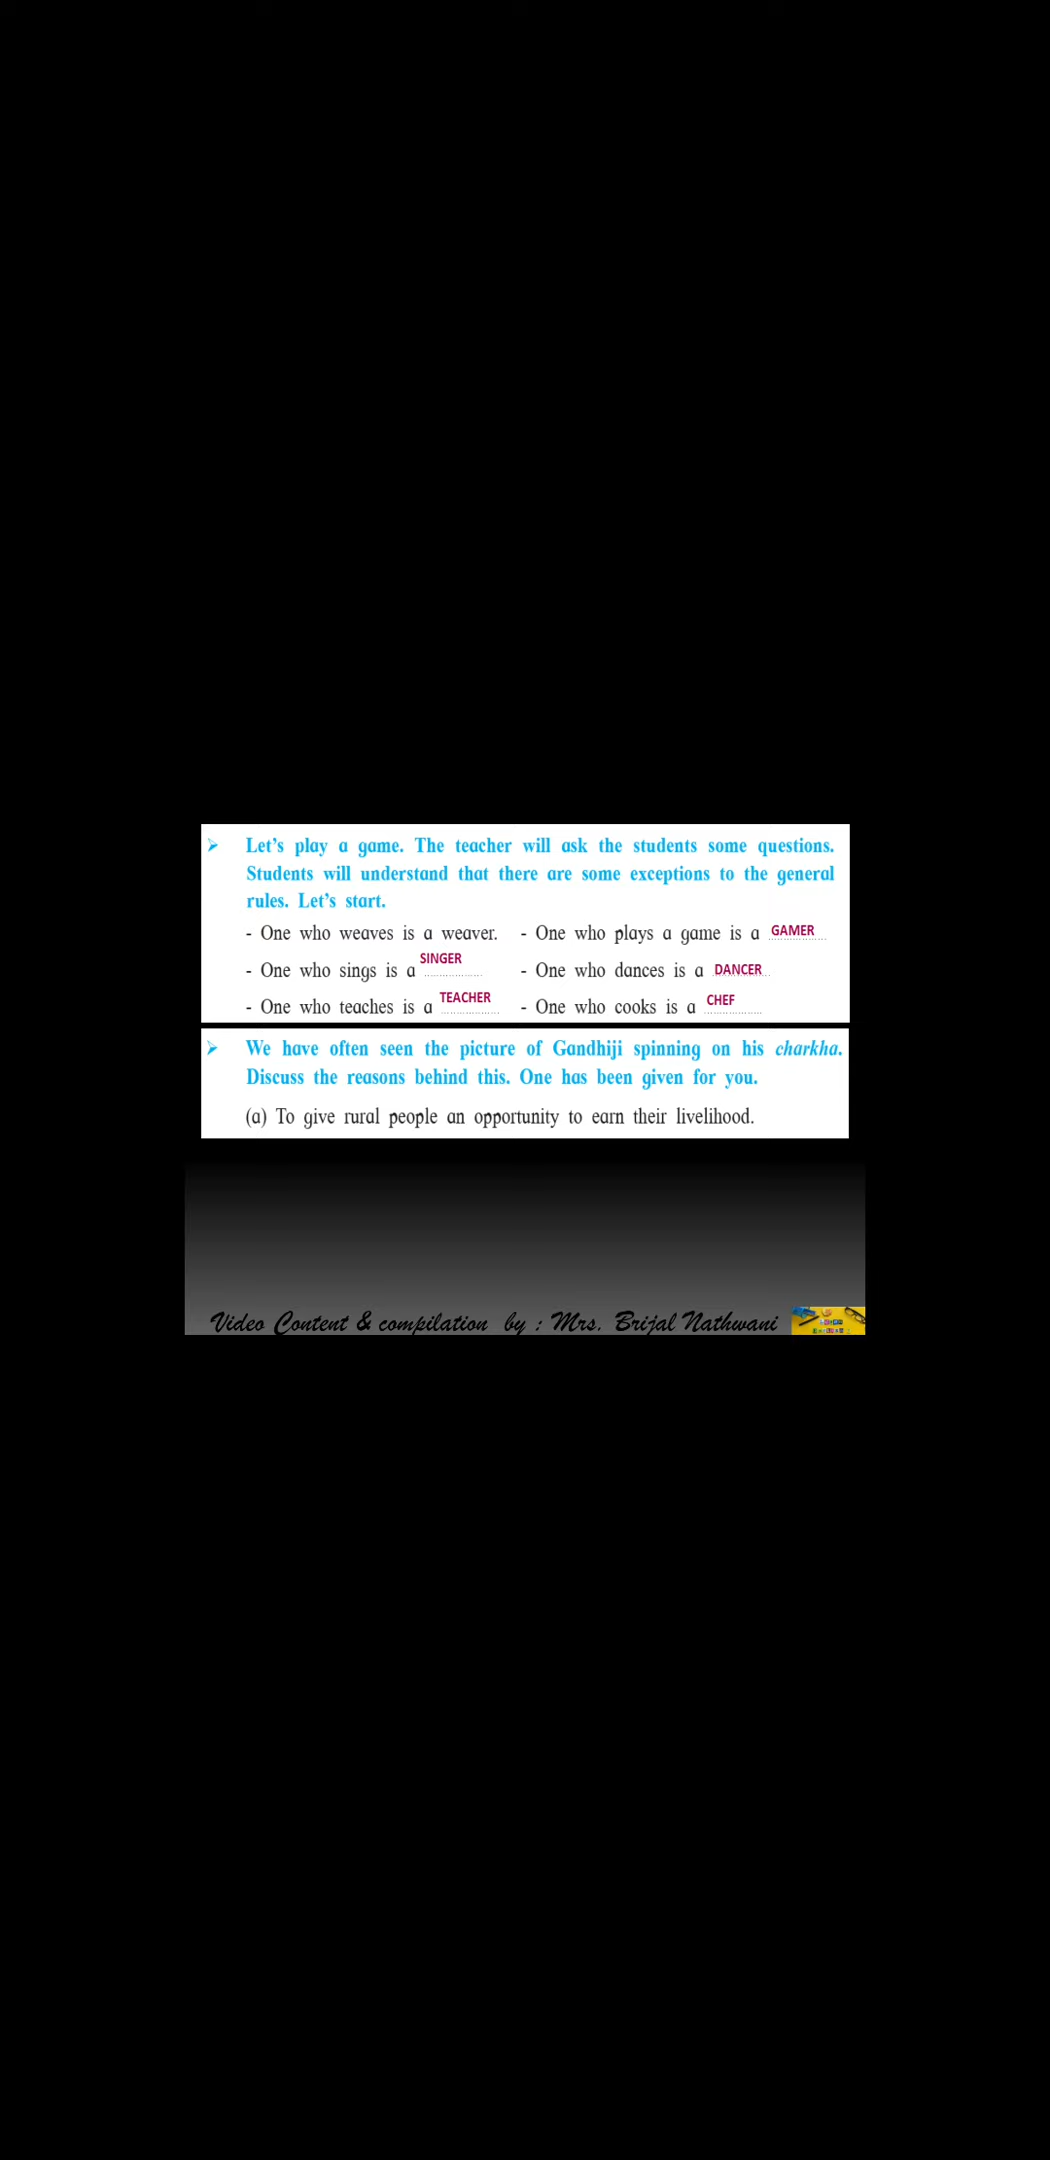 Let's play a game. The teacher will ask the students some questions.
Students will understand that there are some exceptions to the general
rules. Let's start.
- One who weaves is a weaver. - One who plays a game is a GAMER
- One who sings is a SINGER - One who dances is a DANCER
- One who teaches is a TEACHER - One who cooks is a CHEF
We have often seen the picture of Gandhiji spinning on his charkha.
Discuss the reasons behind this. One has been given for you.
(a) To give rural people an opportunity to earn their livelihood.
Video Content & compilation by : Mrs. Brijal Nathwani